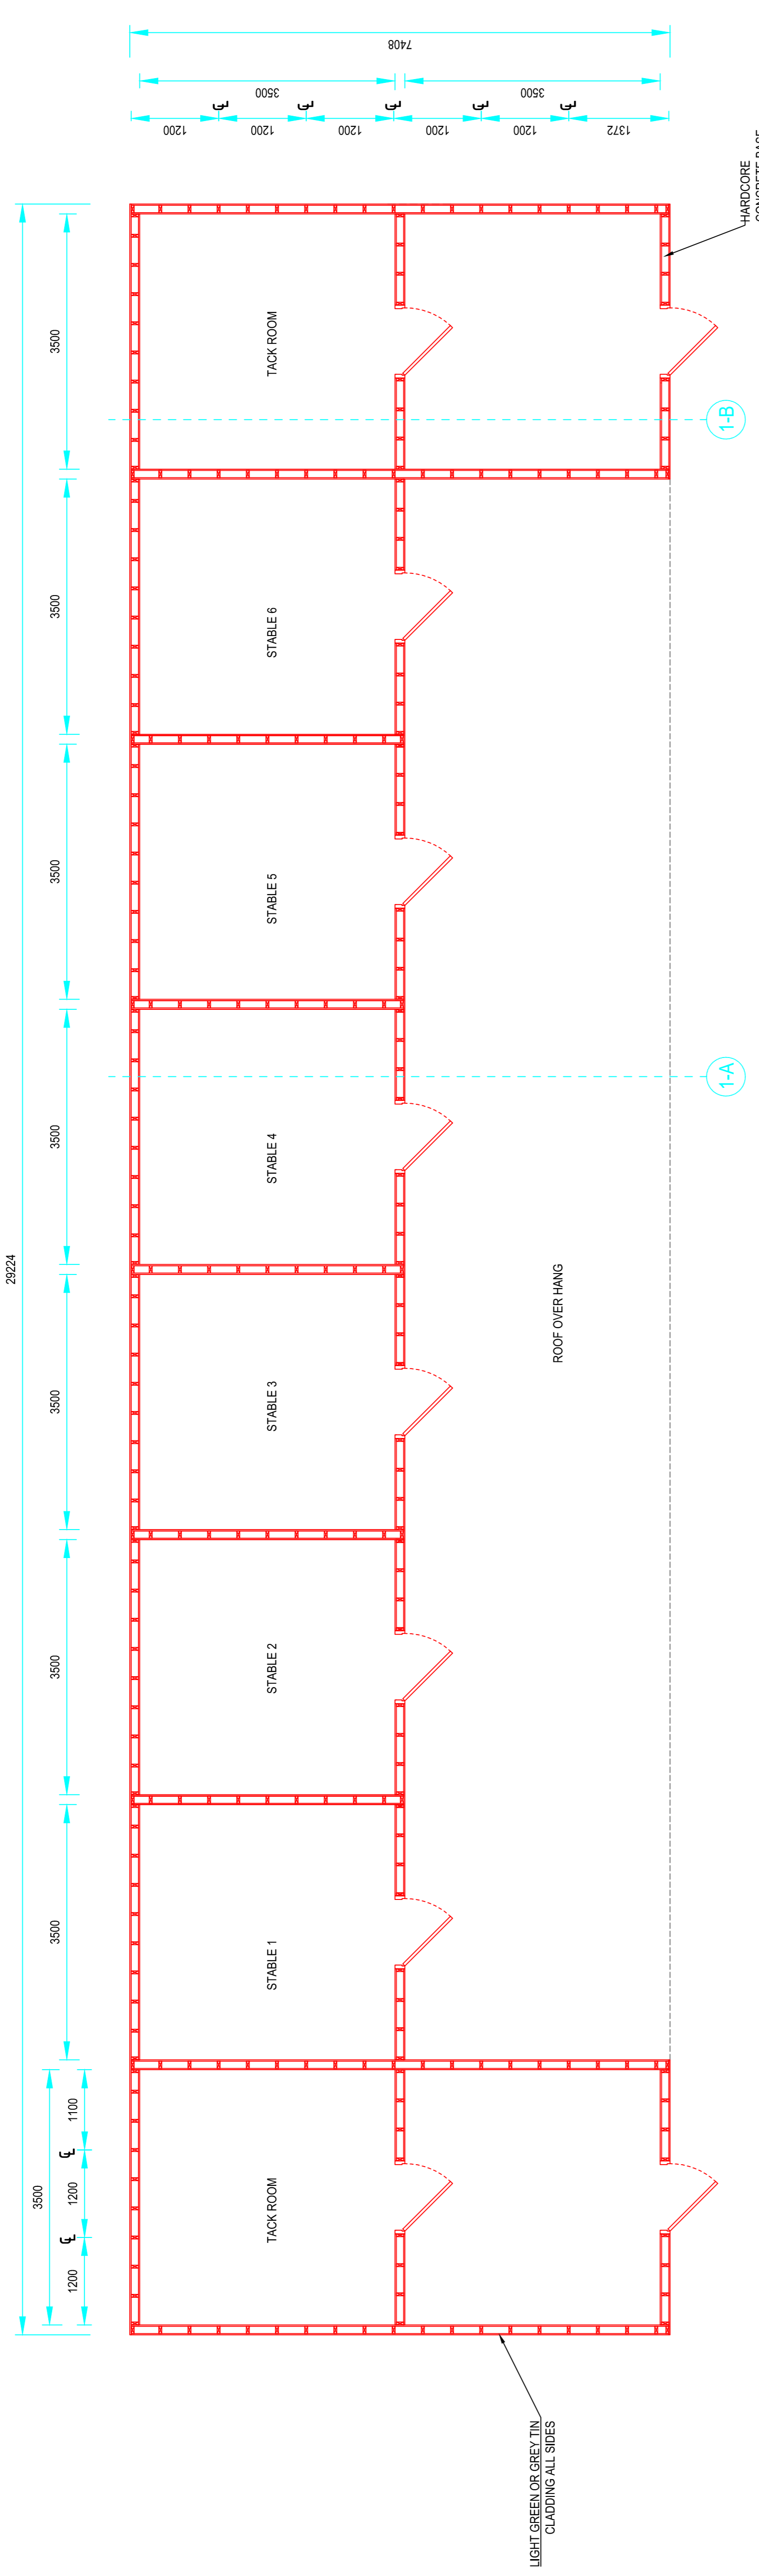 7408
3500
3500
1200
1200
1200
1200
1200
1372
HARDCORE
CONCRETE BASE
29224
3500
3500
3500
3500
3500
3500
3500
3500
1100
1200
1200
TACK ROOM
STABLE 6
STABLE 5
STABLE 4
STABLE 3
STABLE 2
STABLE 1
TACK ROOM
1-B
1-A
ROOF OVER HANG
LIGHT GREEN OR GREY TIN
CLADDING ALL SIDES